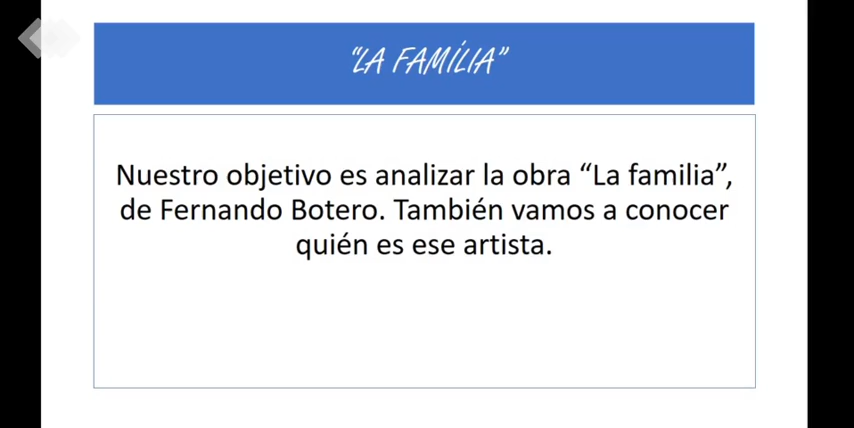 “LA FAMÍLIA”
Nuestro objetivo es analizar la obra “La familia”,
de Fernando Botero. También vamos a conocer
quién es ese artista.